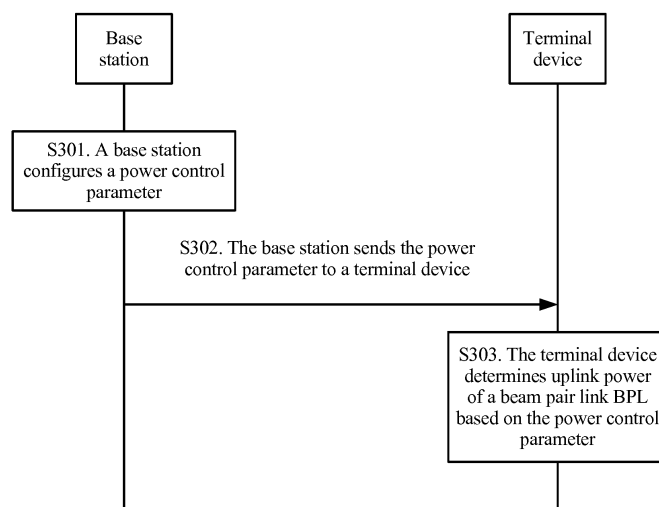 Base
station
Terminal
device
S301. A base station
configures a power control
parameter
S302. The base station sends the power
control parameter to a terminal device
S303. The terminal device
determines uplink power
of a beam pair link BPL
based on the power control
parameter